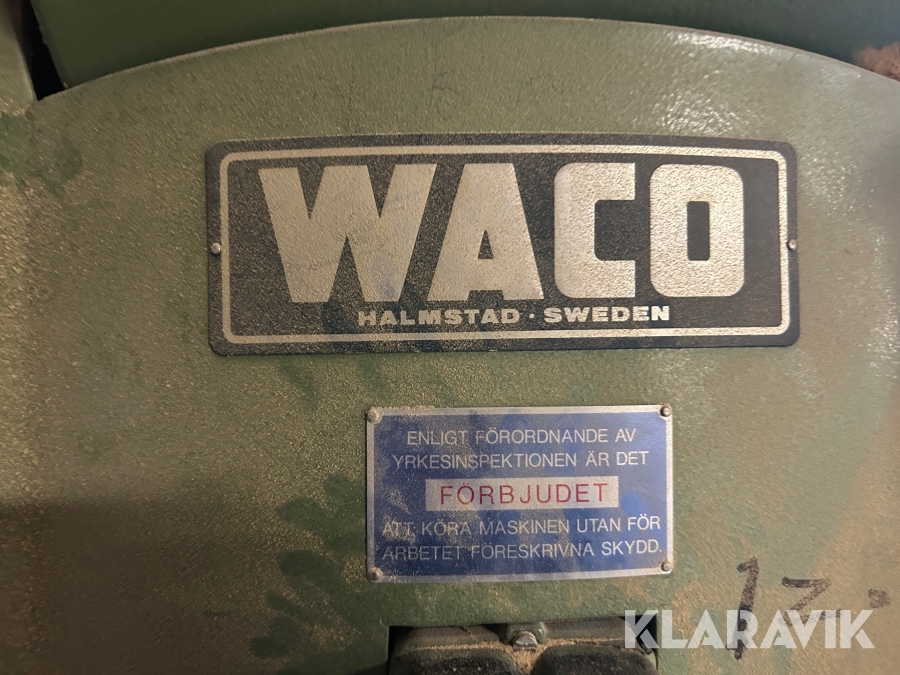 WACO
HALMSTAD · SWEDEN
ENLIGT FÖRORDNANDE AV
YRKESINSPEKTIONEN ÄR DET
FÖRBJUDET
ATT KÖRA MASKINEN UTAN FÖR
ARBETET FÖRESKRIVNA SKYDD.
12.
KLARAVIK